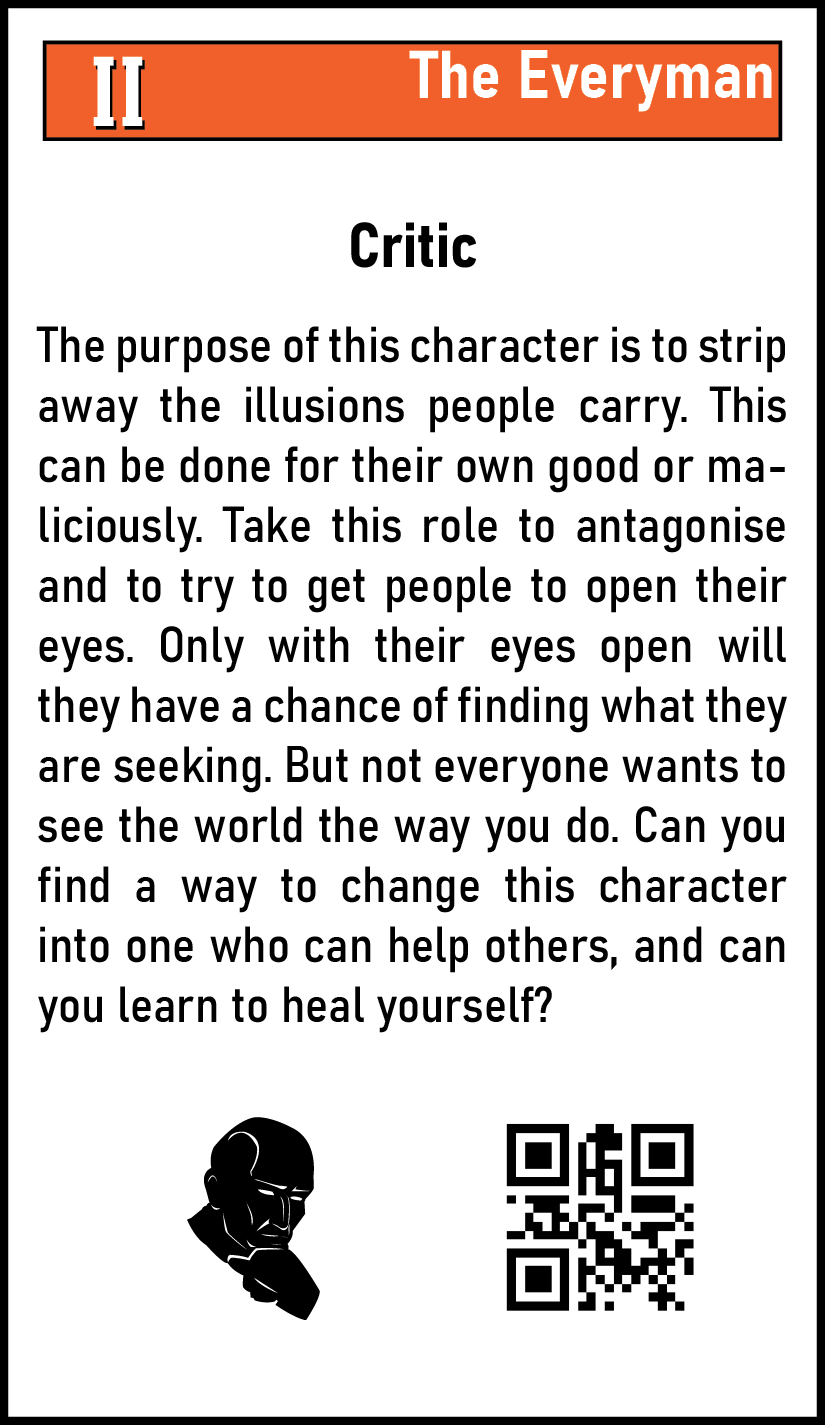 II
The Everyman
Critic
The purpose of this character is to strip
away the illusions people carry. This
can be done for their own good or ma-
liciously. Take this role to antagonise
and to try to get people to open their
eyes. Only with their eyes open will
they have a chance of finding what they
are seeking. But not everyone wants to
see the world the way you do. Can you
find a way to change this character
into one who can help others, and can
you learn to heal yourself?